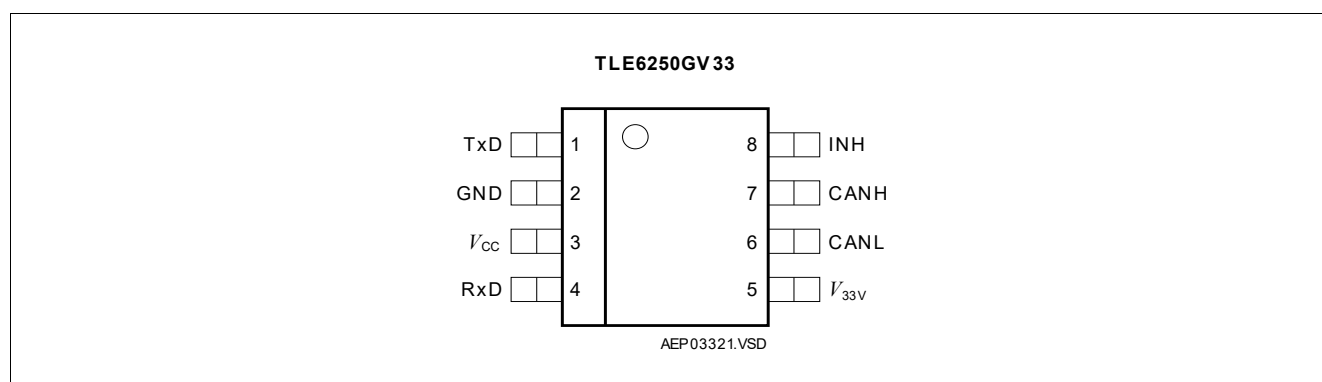 TLE6250GV33
TxD 1 8 INH
GND 2 7 CANH
VCC 3 6 CANL
RxD 4 5 V33V
AEP03321.VSD